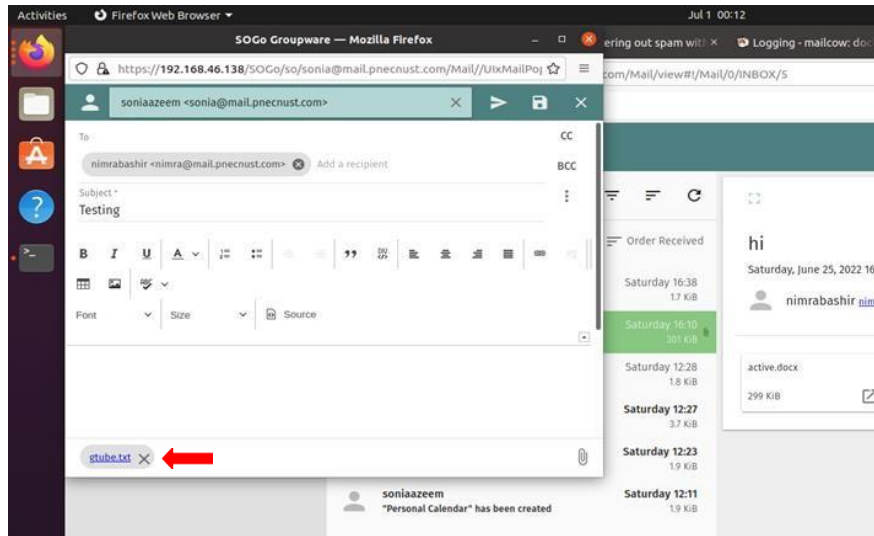 Activities
Firefox Web Browser
Jul 1 00:12
SOGo Groupware — Mozilla Firefox
ering out spam with
Logging - mailcow: doc
https://192.168.46.138/SOGo/so/sonia@mail.pnecnust.com/Mail//UIxMailPo
com/Mail/view#!/Mail/0/INBOX/5
soniaazeem <sonia@mail.pnecnust.com>
To
CC
nimrabashir <nimra@mail.pnecnust.com>
Add a recipient
BCC
Subject *
Testing
B I U A
Font
Size
Source
gtube.txt
Order Received
Saturday 16:38
1.7 KiB
Saturday 16:10
301 KiB
Saturday 12:28
1.8 KiB
Saturday 12:27
3.7 KiB
Saturday 12:23
1.9 KiB
soniaazeem
Saturday 12:11
"Personal Calendar" has been created
1.9 KiB
hi
Saturday, June 25, 2022 16
nimrabashir nim
active.docx
299 KiB